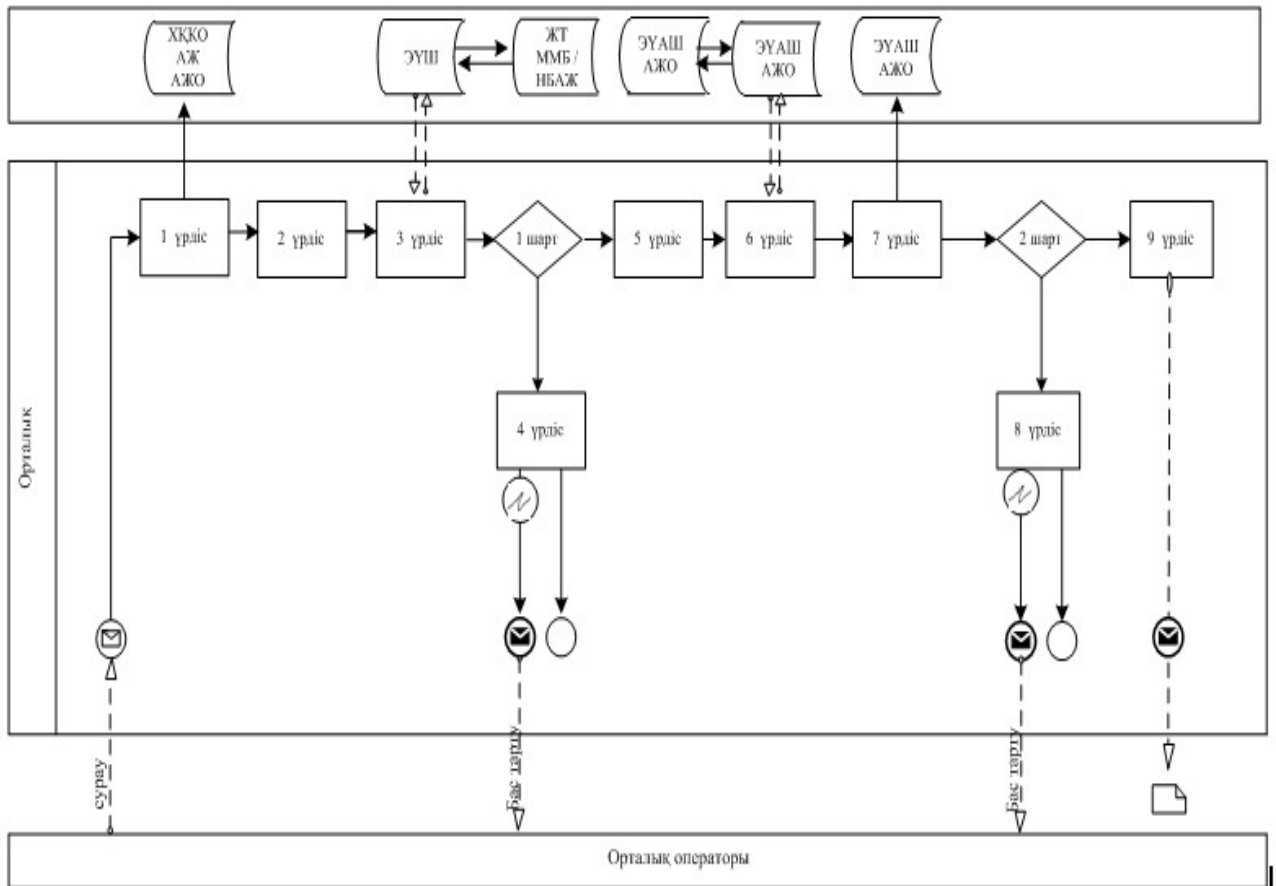 ХҚКО
АЖ
АЖО
ЭҮШ
ЖТ
ММБ /
НБАЖ
ЭҮАШ
АЖО
ЭҮАШ
АЖО
ЭҮАШ
АЖО
1 үрдіс
2 үрдіс
3 үрдіс
1 шарт
5 үрдіс
6 үрдіс
7 үрдіс
2 шарт
9 үрдіс
4 үрдіс
8 үрдіс
Орталық
сұрау
Бас тарту
Бас тарту
Орталық операторы